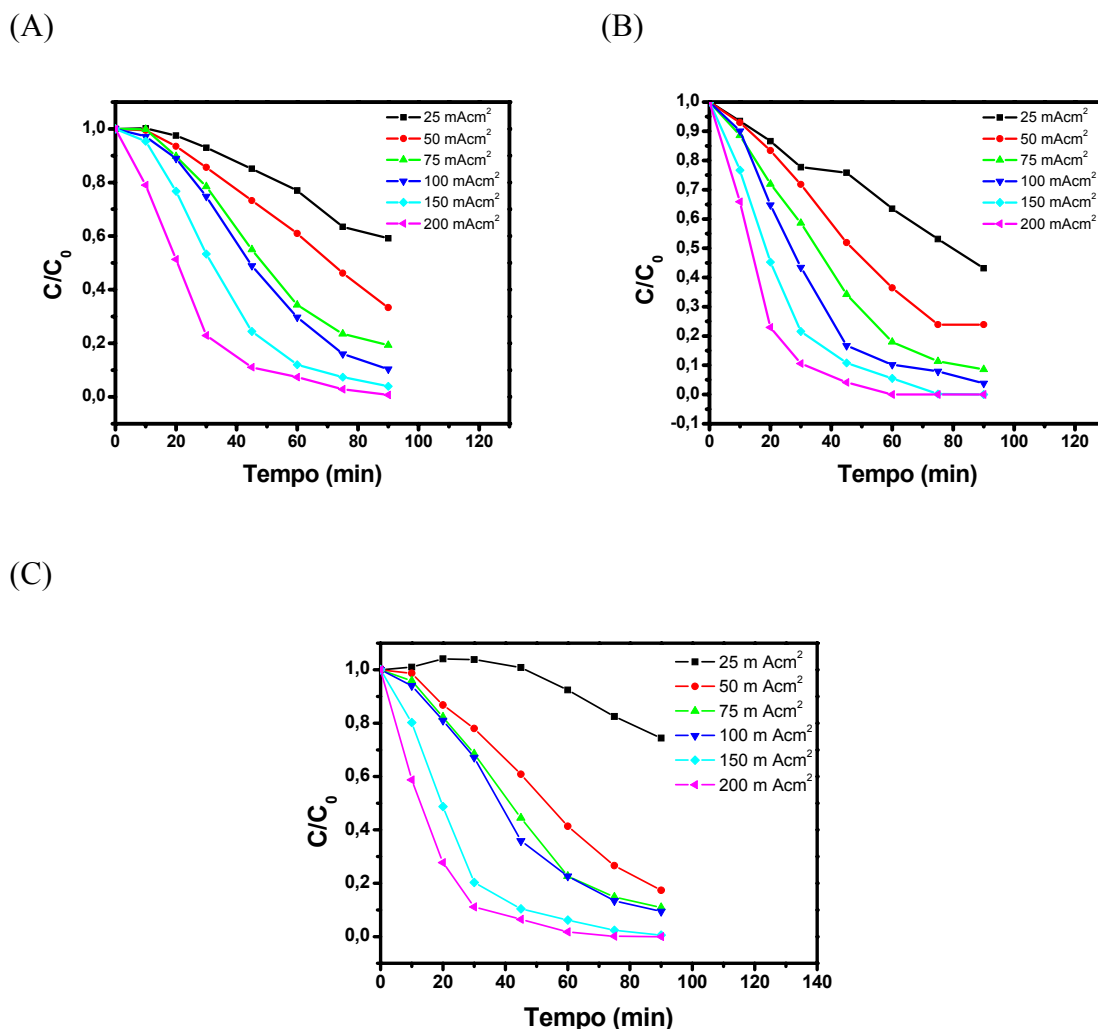 (A)
(B)
1,0
0,8
0,6
0,4
0,2
0,0
C/C0
0 20 40 60 80 100 120
Tempo (min)
25 mAcm²
50 mAcm²
75 mAcm²
100 mAcm²
150 mAcm²
200 mAcm²
1,0
0,9
0,8
0,7
0,6
0,5
0,4
0,3
0,2
0,1
0,0
-0,1
C/C0
0 20 40 60 80 100 120
Tempo (min)
25 mAcm²
50 mAcm²
75 mAcm²
100 mAcm²
150 mAcm²
200 mAcm²
(C)
1,0
0,8
0,6
0,4
0,2
0,0
C/C0
0 20 40 60 80 100 120 140
Tempo (min)
25 m Acm²
50 m Acm²
75 m Acm²
100 m Acm²
150 m Acm²
200 m Acm²